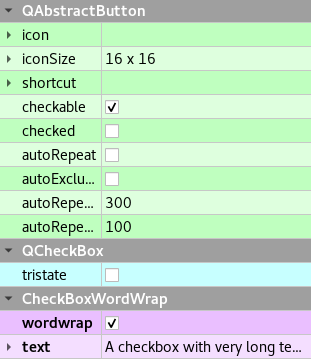 QAbstractButton
icon
iconSize 16 x 16
shortcut
checkable
checked
autoRepeat
autoExclu...
autoRepe... 300
autoRepe... 100
QCheckBox
tristate
CheckBoxWordWrap
wordwrap
text A checkbox with very long te...